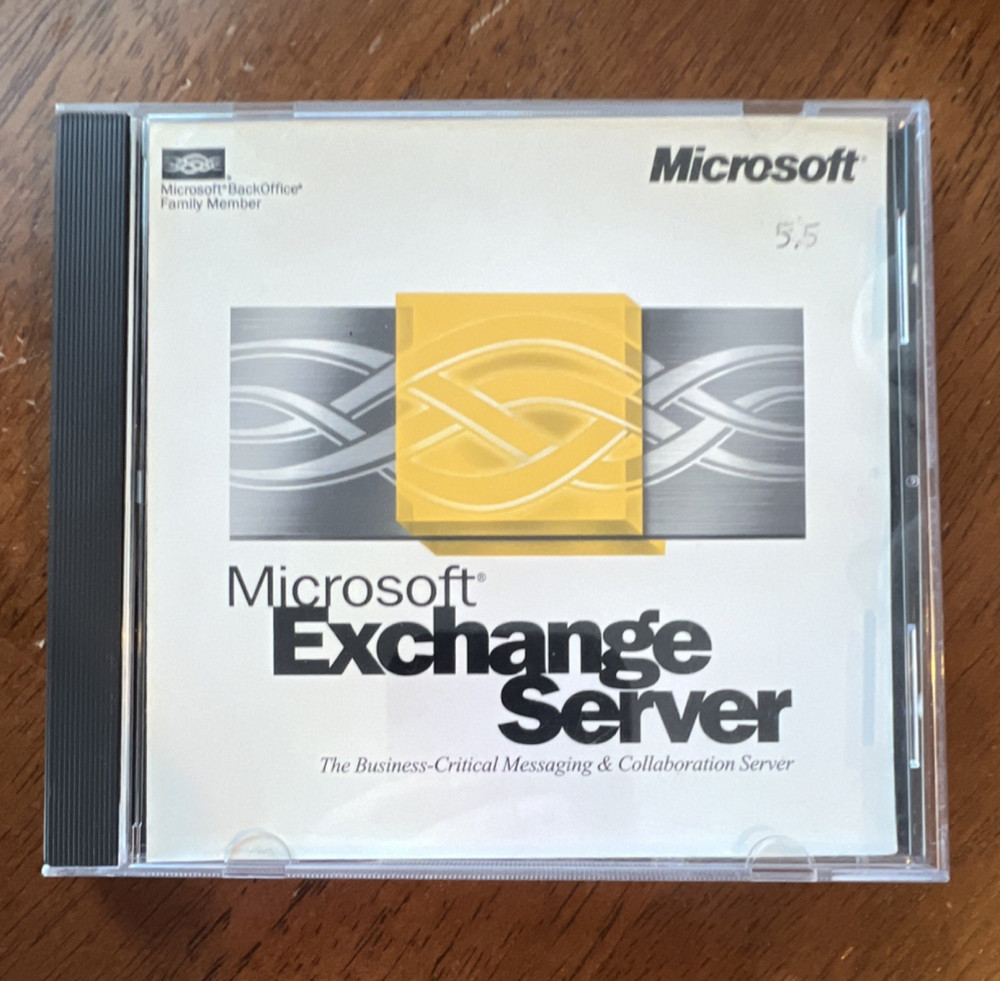 Microsoft®BackOffice®
Family Member
Microsoft®
5.5
Microsoft®
Exchange
Server
The Business-Critical Messaging & Collaboration Server